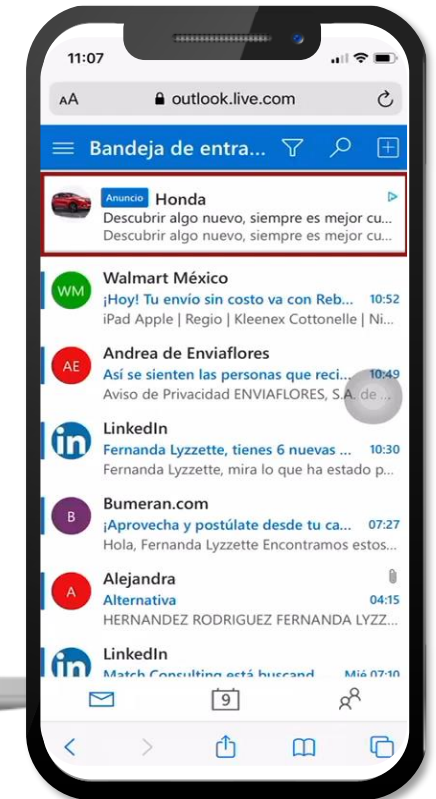 11:07
AA outlook.live.com
Bandeja de entra...
Anuncio Honda
Descubrir algo nuevo, siempre es mejor cu...
Descubrir algo nuevo, siempre es mejor cu...
WM Walmart México
¡Hoy! Tu envío sin costo va con Reb... 10:52
iPad Apple | Regio | Kleenex Cottonelle | Ni...
AE Andrea de Enviaflores
Así se sienten las personas que reci... 10:49
Aviso de Privacidad ENVIAFLORES, S.A. de ...
in LinkedIn
Fernanda Lyzzette, tienes 6 nuevas ... 10:30
Fernanda Lyzzette, mira lo que ha estado p...
B Bumeran.com
¡Aprovecha y postúlate desde tu ca... 07:27
Hola, Fernanda Lyzzette Encontramos estos...
A Alejandra
Alternativa 04:15
HERNANDEZ RODRIGUEZ FERNANDA LYZZ...
in LinkedIn
Match Consulting está buscand Mié 07:10
9